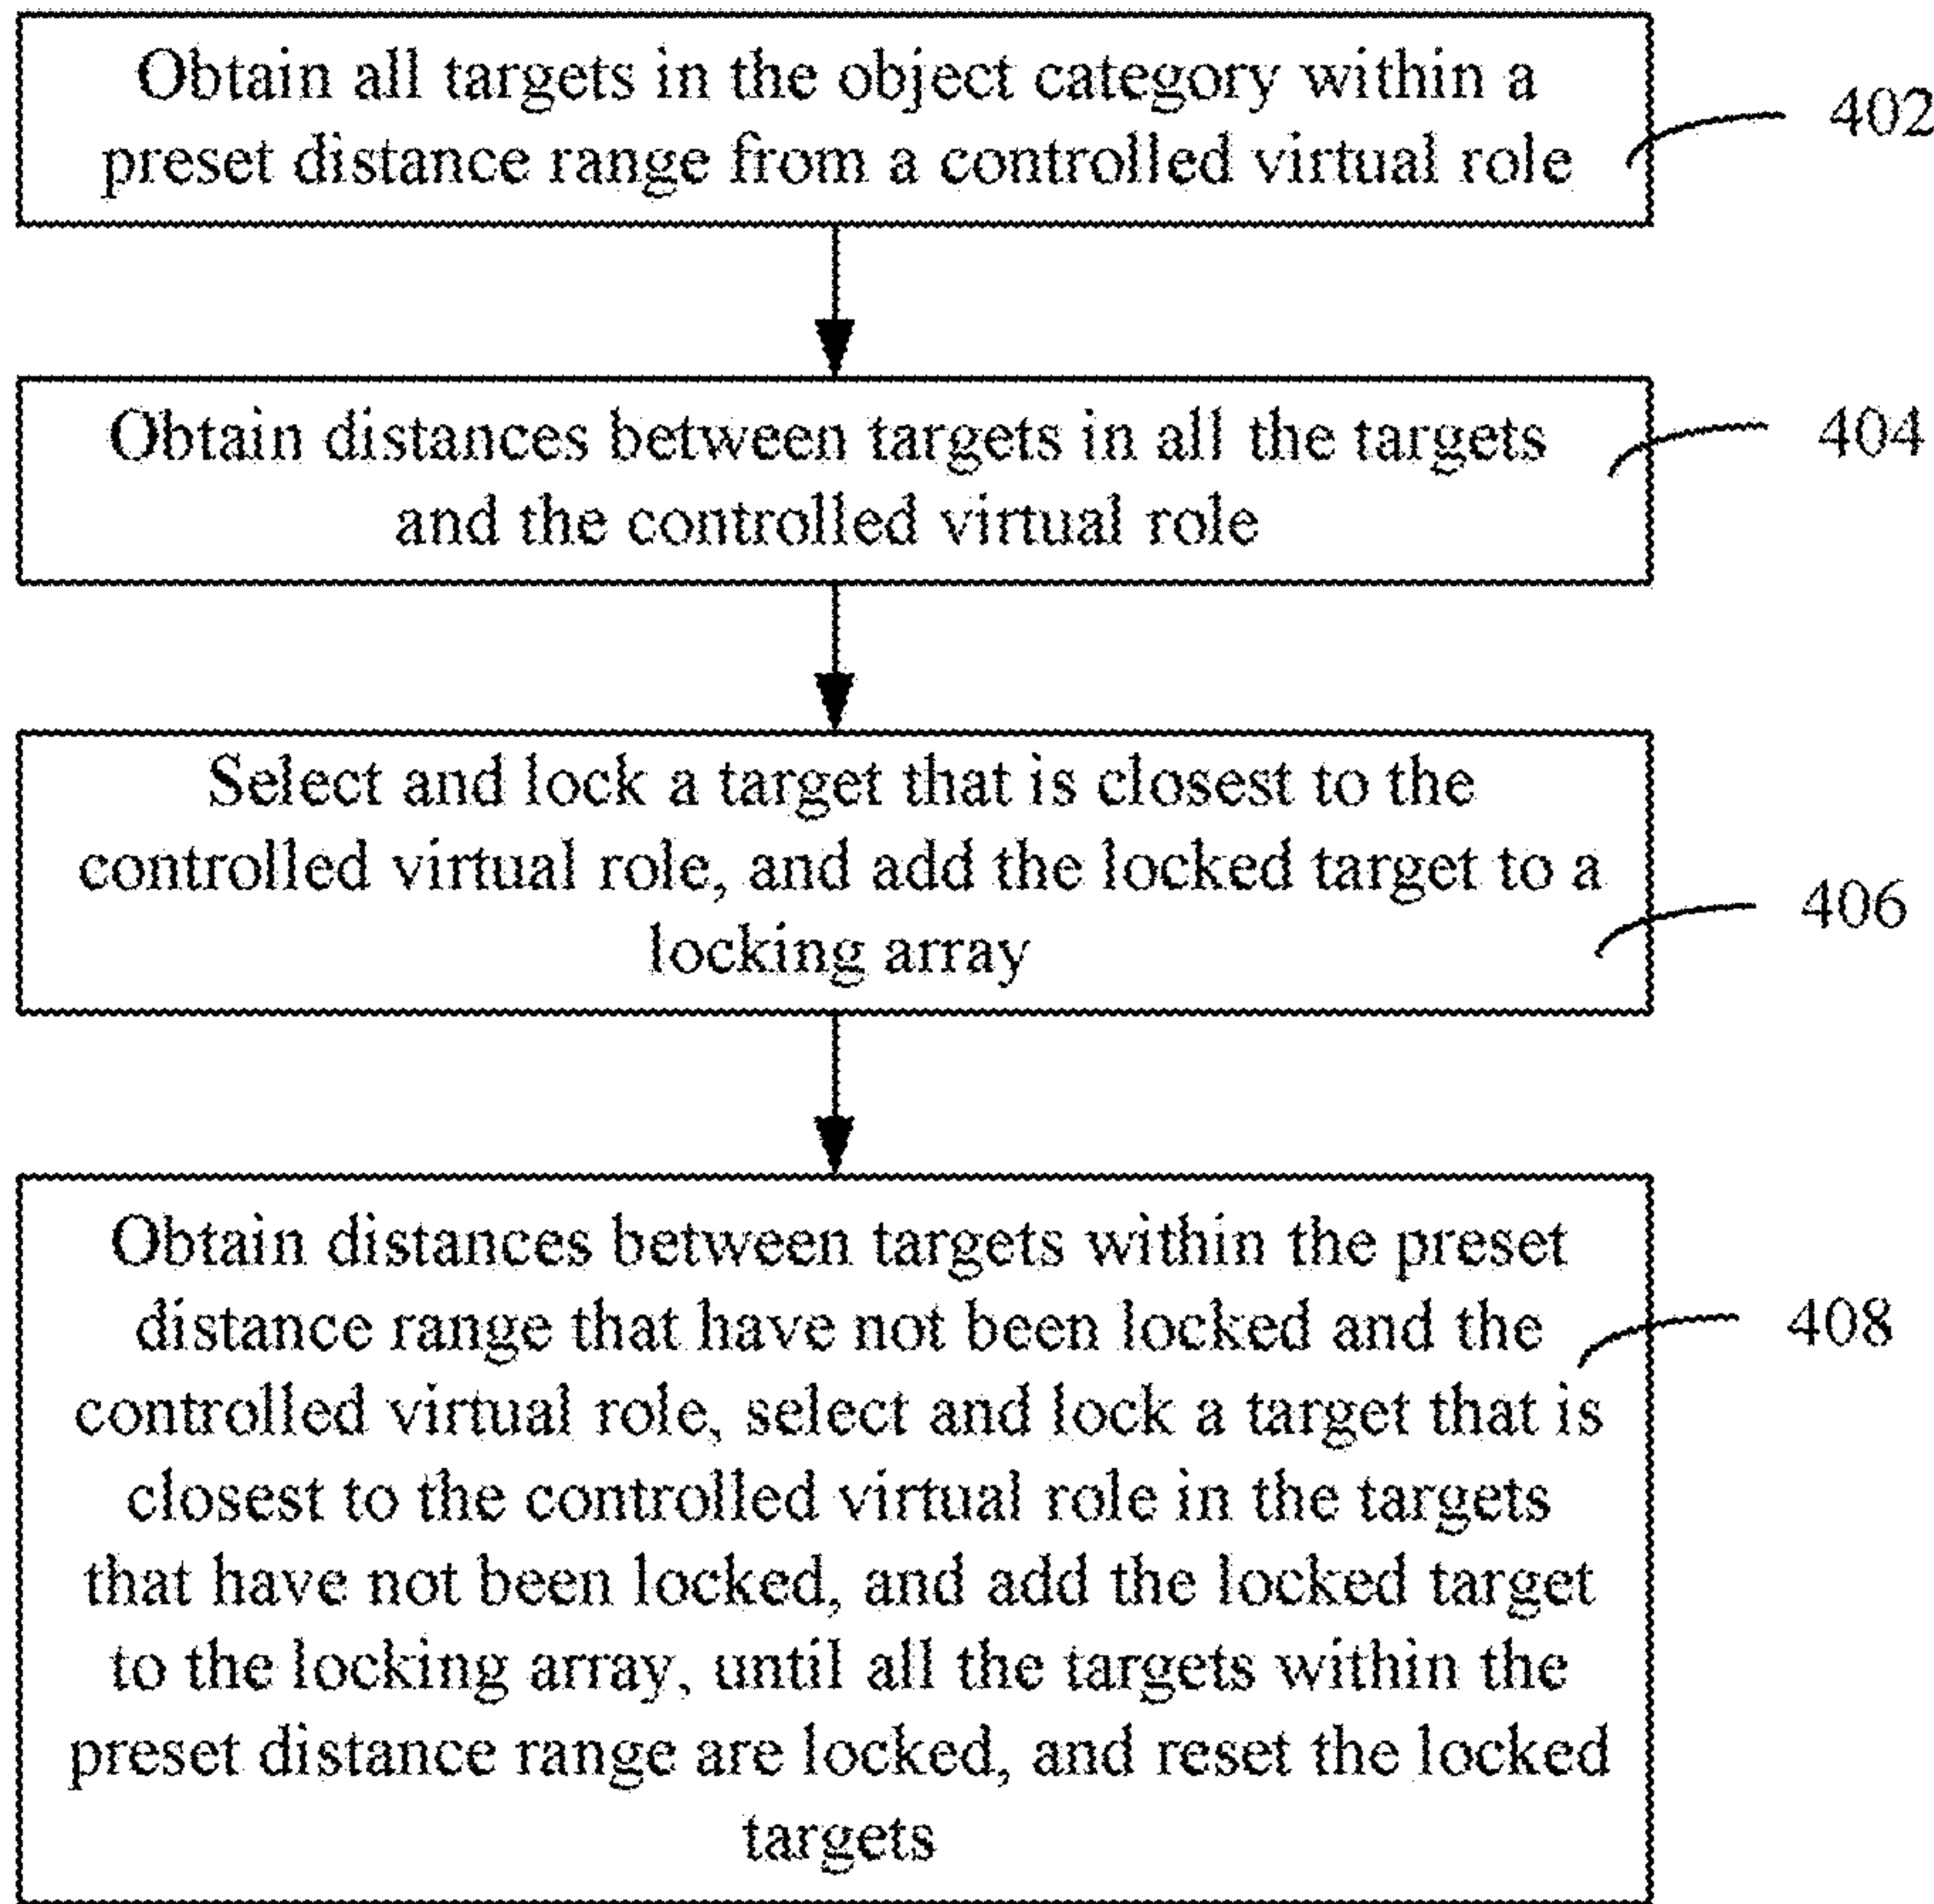 Obtain all targets in the object category within a
preset distance range from a controlled virtual role
402
Obtain distances between targets in all the targets
and the controlled virtual role
404
Select and lock a target that is closest to the
controlled virtual role, and add the locked target to a
locking array
406
Obtain distances between targets within the preset
distance range that have not been locked and the
controlled virtual role, select and lock a target that is
closest to the controlled virtual role in the targets
that have not been locked, and add the locked target
to the locking array, until all the targets within the
preset distance range are locked, and reset the locked
targets
408